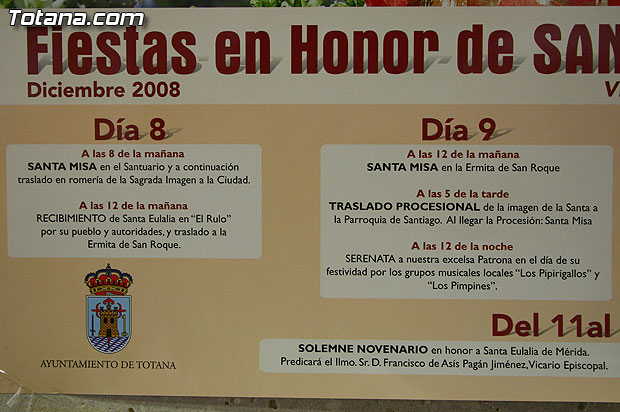 Totana.com
Fiestas en Honor de SAN
Diciembre 2008
Día 8
A las 8 de la mañana
SANTA MISA en el Santuario y a continuación
traslado en romería de la Sagrada Imagen a la Ciudad.
A las 12 de la mañana
RECIBIMIENTO de Santa Eulalia en "El Rulo"
por su pueblo y autoridades, y traslado a la
Ermita de San Roque.
AYUNTAMIENTO DE TOTANA
Día 9
A las 12 de la mañana
SANTA MISA en la Ermita de San Roque
A las 5 de la tarde
TRASLADO PROCESIONAL de la imagen de la Santa a
la Parroquia de Santiago. Al llegar la Procesión: Santa Misa
A las 12 de la noche
SERENATA a nuestra excelsa Patrona en el día de su
festividad por los grupos musicales locales "Los Pipirigallos" y
"Los Pimpines".
Del 11al
SOLEMNE NOVENARIO en honor a Santa Eulalia de Mérida.
Predicará el Ilmo. Sr. D. Francisco de Asís Pagán Jiménez, Vicario Episcopal.